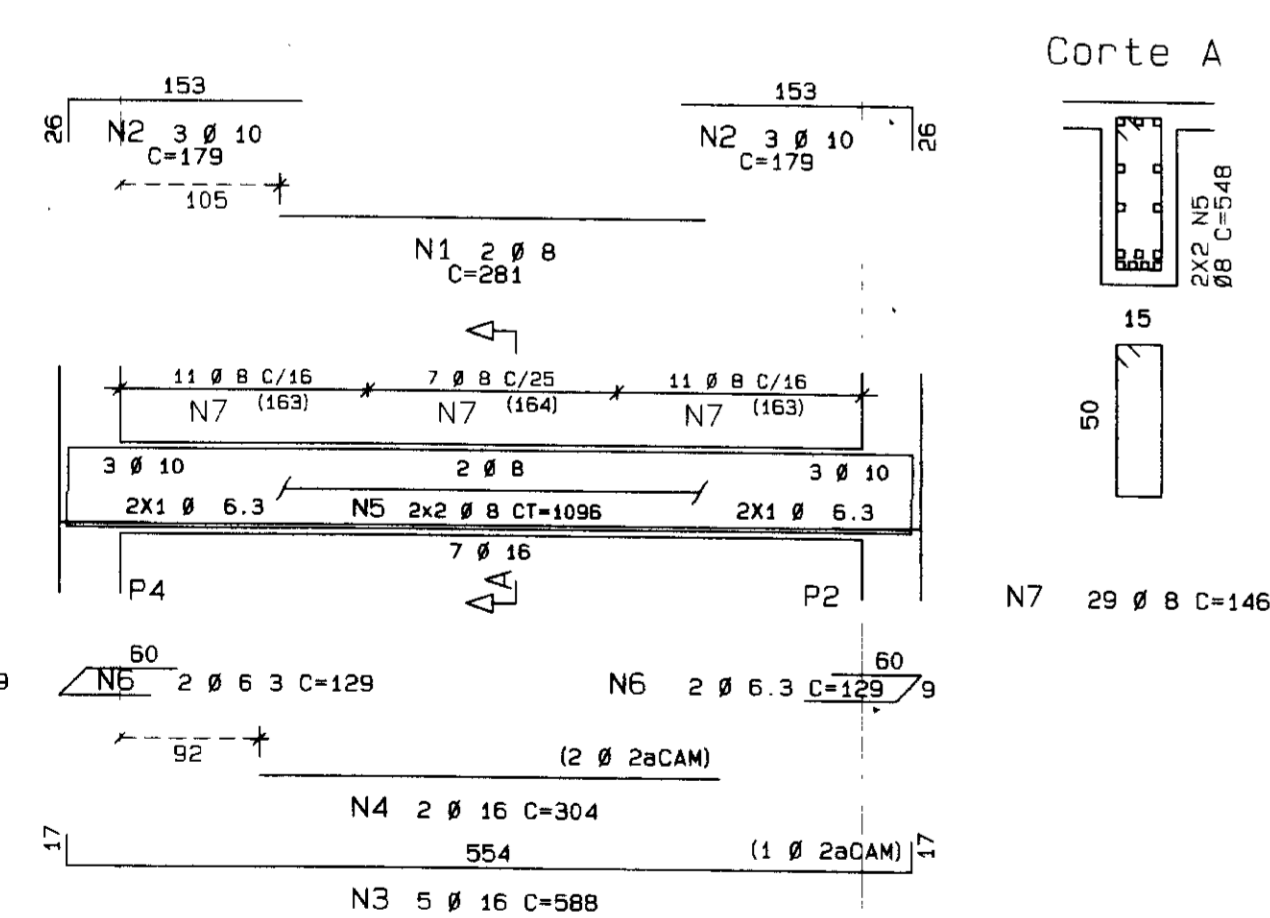 Corte A
153
153
26
N2 3 Ø 10
C=179
N2 3 Ø 10
C=179
26
105
N1 2 Ø 8
C=281
2X2 N5
Ø8 C=548
15
50
11 Ø 8 C/16
7 Ø 8 C/25
11 Ø 8 C/16
N7 (163)
N7 (164)
N7 (163)
3 Ø 10
2 Ø 8
3 Ø 10
2X1 Ø 6.3
N5 2x2 Ø 8 CT=1096
2X1 Ø 6.3
7 Ø 16
A
P4
P2
N7 29 Ø 8 C=146
60
60
9
N6 2 Ø 6 3 C=129
N6 2 Ø 6.3 C=129
9
92
(2 Ø 2aCAM)
N4 2 Ø 16 C=304
17
554
(1 Ø 2aCAM)
17
N3 5 Ø 16 C=588